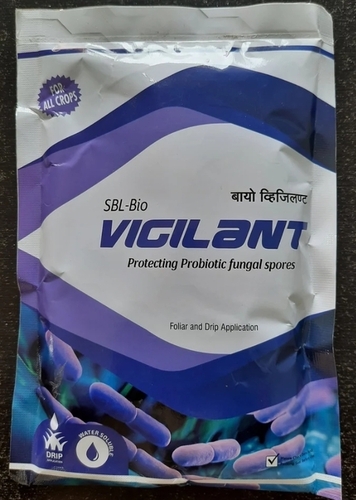 FOR
ALL CROPS
बायो व्हिजिलण्ट
SBL-Bio
VIGILANT
Protecting Probiotic fungal spores
Foliar and Drip Application
WATER SOLUBLE
DRIP